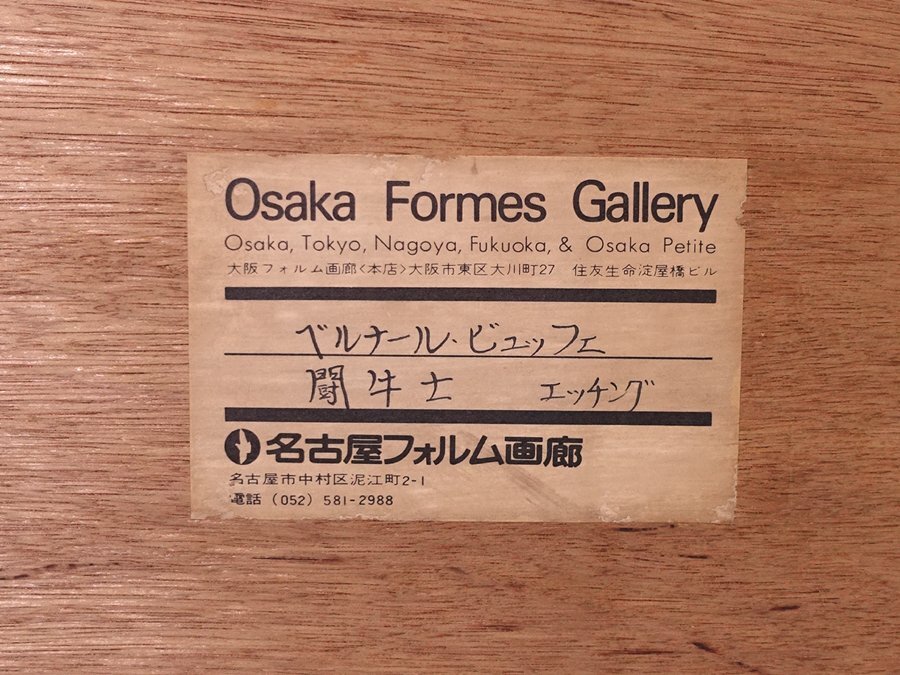 Osaka Formes Gallery
Osaka, Tokyo, Nagoya, Fukuoka, & Osaka Petite
大阪フォルム画廊<本店>大阪市東区大川町27 住友生命淀屋橋ビル
ベルナール・ビュッフェ
闘牛士 エッチング
名古屋フォルム画廊
名古屋市中村区泥江町2-1
電話 (052) 581-2988